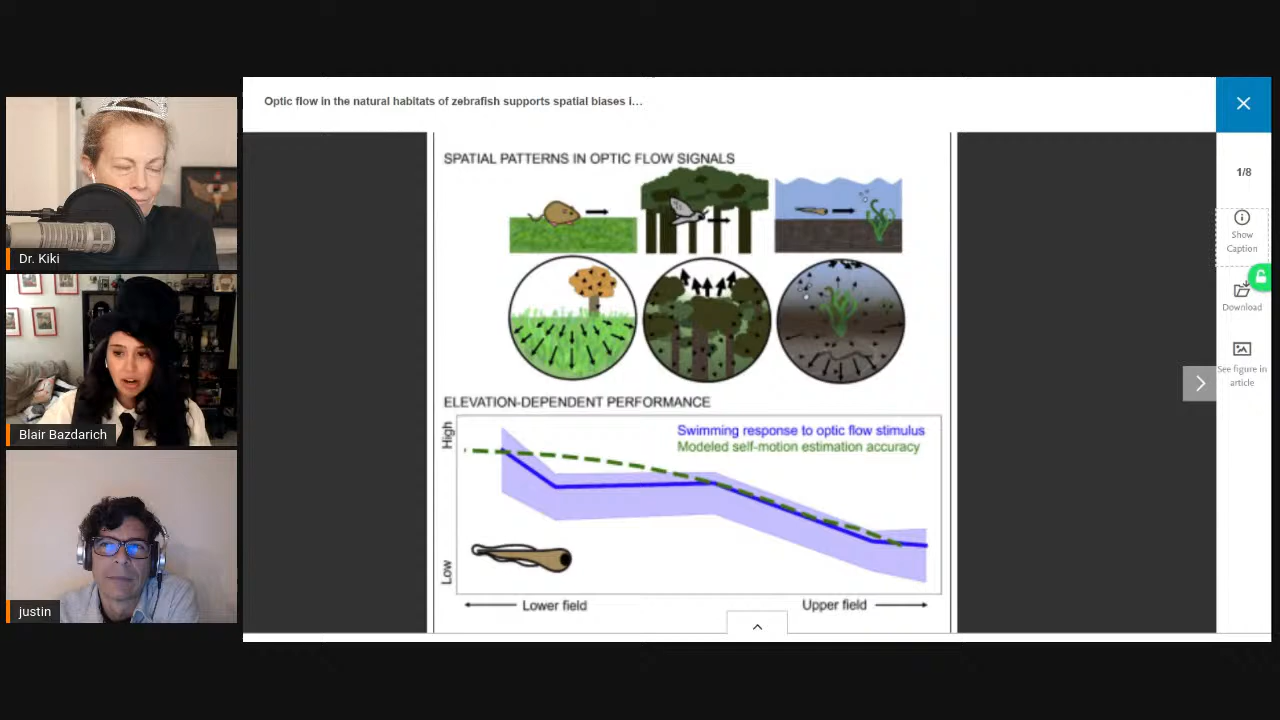 Optic flow in the natural habitats of zebrafish supports spatial biases i...
1/8
Show
Caption
Download
See figure in
article
SPATIAL PATTERNS IN OPTIC FLOW SIGNALS
ELEVATION-DEPENDENT PERFORMANCE
High
Low
Swimming response to optic flow stimulus
Modeled self-motion estimation accuracy
Lower field
Upper field
Dr. Kiki
Blair Bazdarich
justin